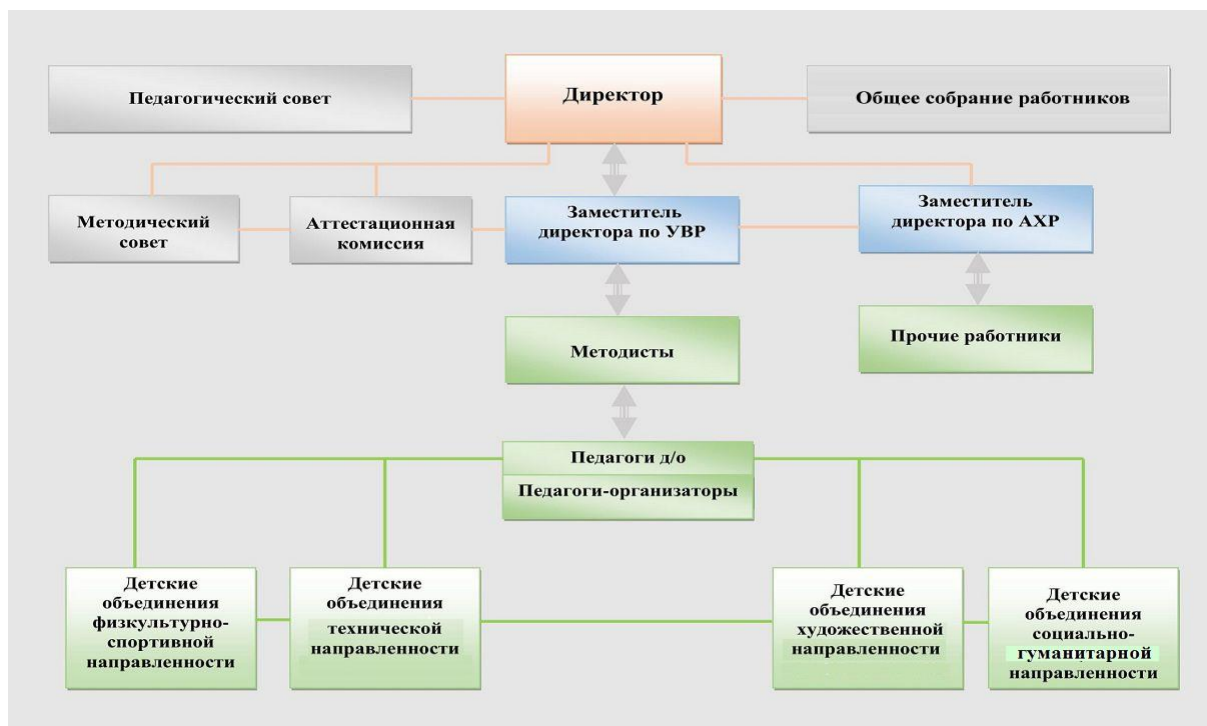 Педагогический совет
Директор
Общее собрание работников
Методический
совет
Аттестационная
комиссия
Заместитель
директора по УВР
Заместитель
директора по АХР
Методисты
Прочие работники
Педагоги д/о
Педагоги-организаторы
Детские
объединения
физкультурно-
спортивной
направленности
Детские
объединения
технической
направленности
Детские
объединения
художественной
направленности
Детские
объединения
социально-
гуманитарной
направленности